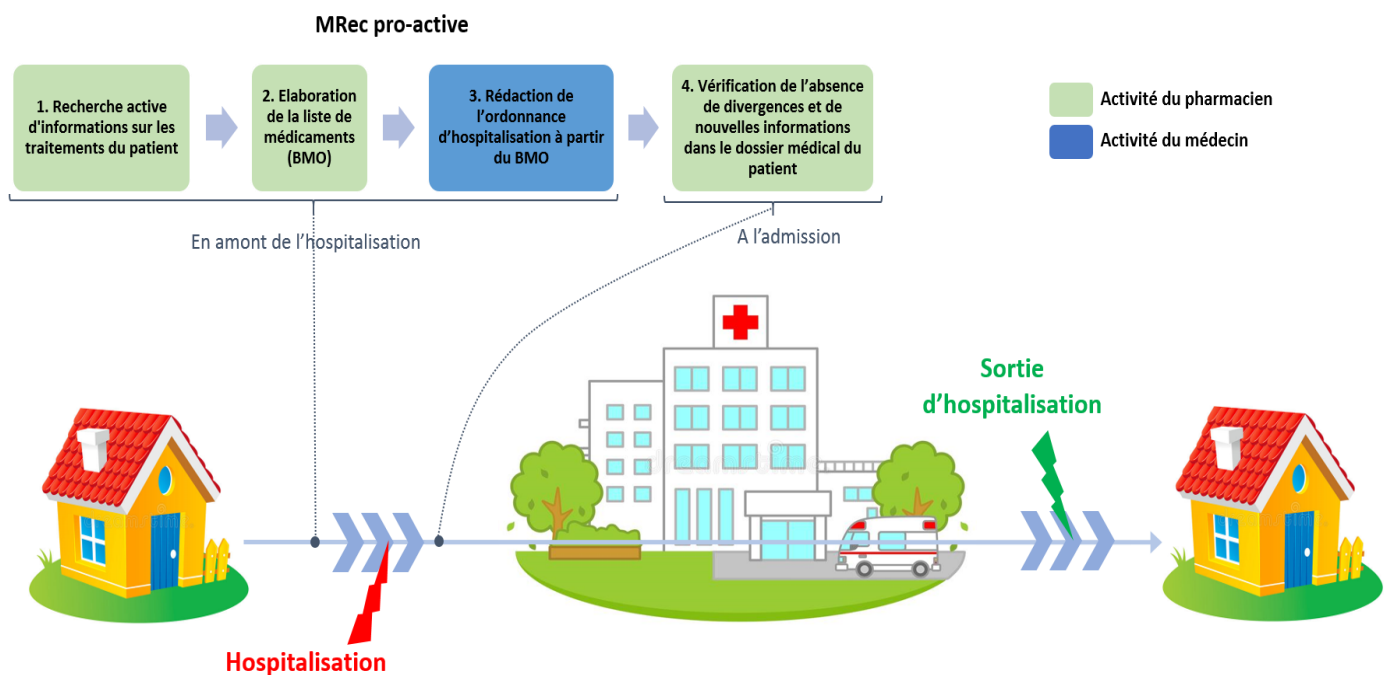 MRec pro-active
1. Recherche active
d'informations sur les
traitements du patient
2. Elaboration
de la liste de
médicaments
(BMO)
3. Rédaction de
l'ordonnance
d'hospitalisation à partir
du BMO
4. Vérification de l'absence
de divergences et de
nouvelles informations
dans le dossier médical du
patient
Activité du pharmacien
Activité du médecin
En amont de l'hospitalisation
A l'admission
Sortie
d'hospitalisation
Hospitalisation